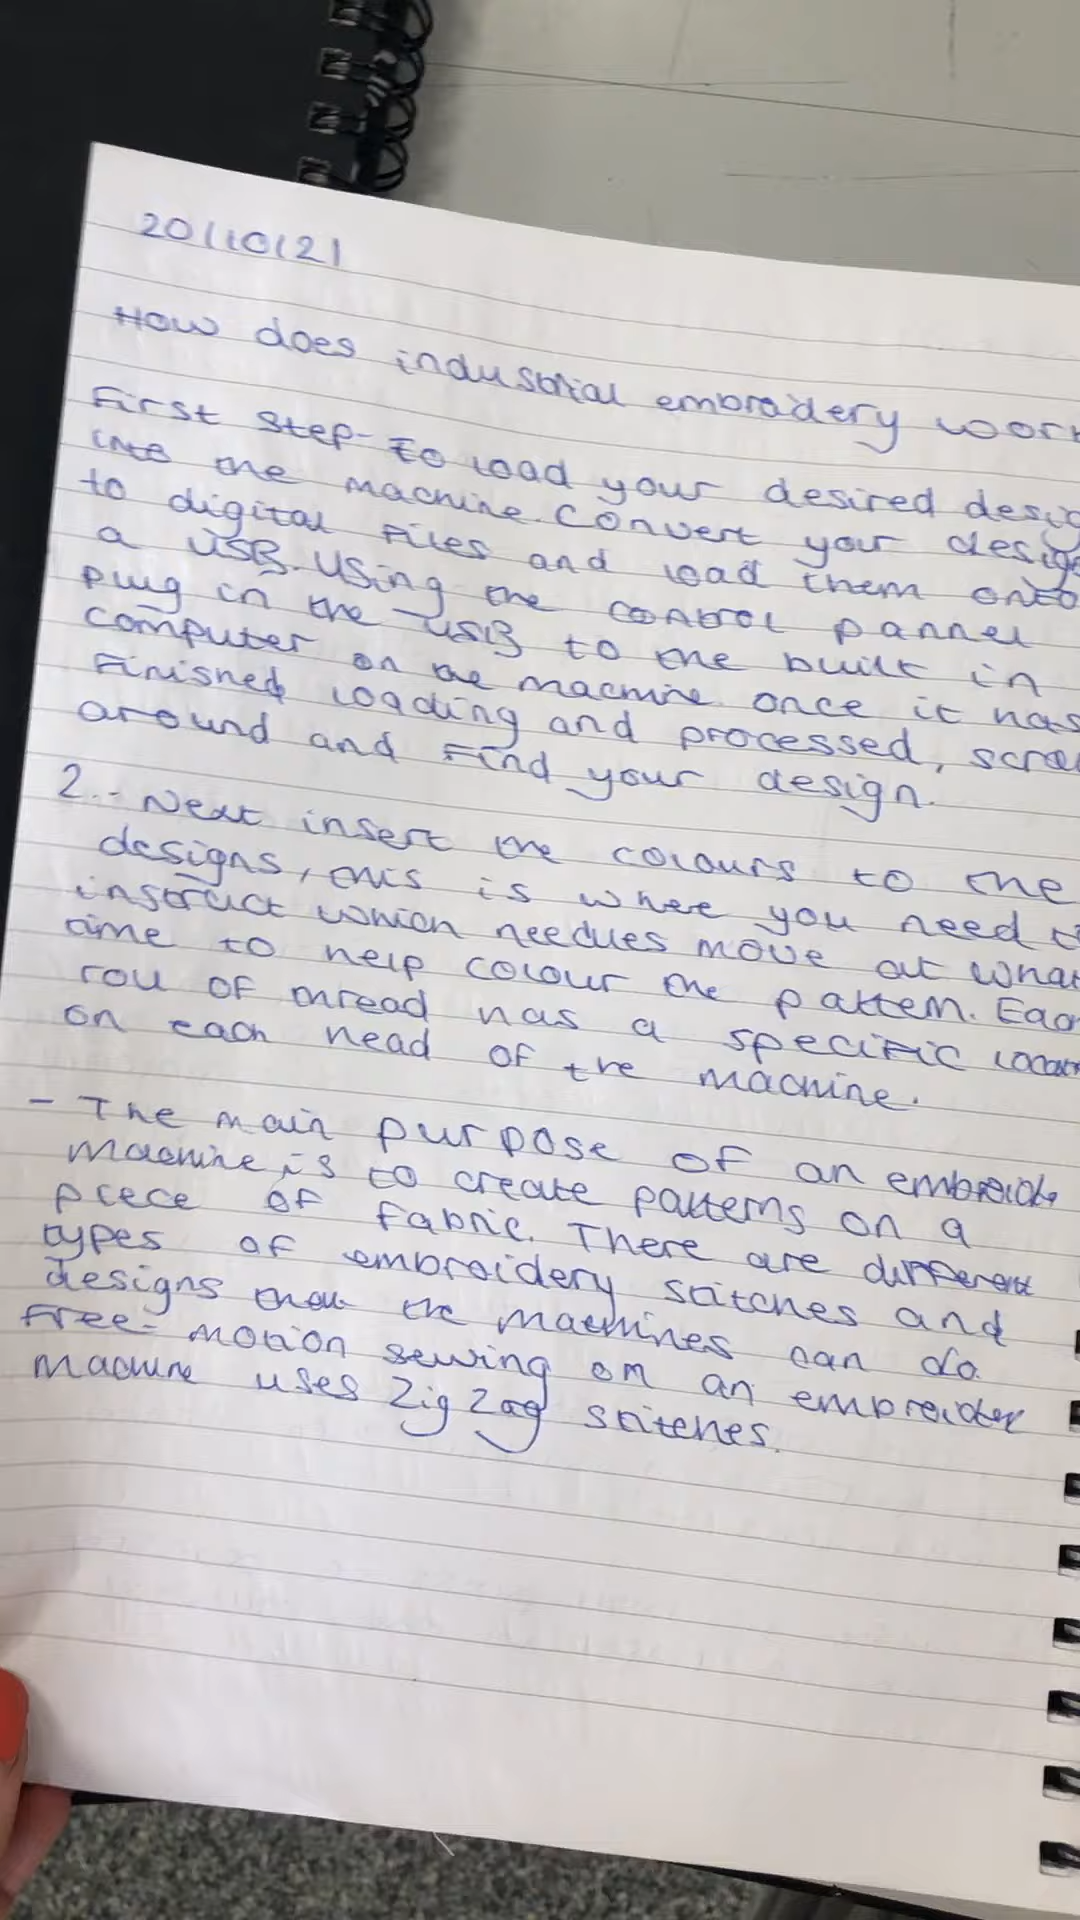 20/10/21
How does industrial embroidery work
First step- to load your desired desig
into the machine. Convert your desig
to digital files and load them onto
a USB. Using the control pannel
plug in the USB to the built in
computer on the machine once it has
finished loading and processed, scro
around and find your design.
2.- Next insert the colours to the
designs, this is where you need to
instruct which needles move at what
time to help colour the pattern. Each
roll of thread has a specific locat
on each head of the machine.
- The main purpose of an embroide
machine is to create patterns on a
piece of fabric. There are different
types of embroidery stitches and
designs that the machines can do.
Free-motion sewing on an embroider
machine uses Zig Zag stitches.